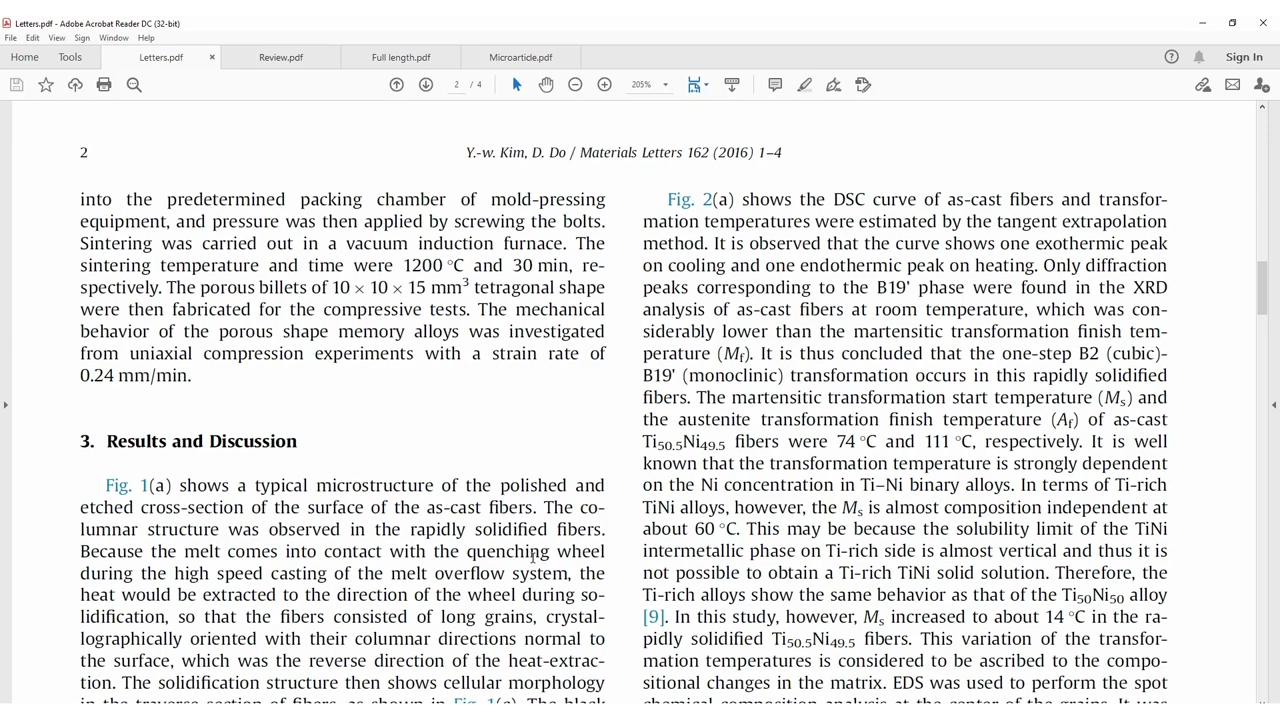 Letters.pdf - Adobe Acrobat Reader DC (32-bit)
File Edit View Sign Window Help
Home Tools Letters.pdf × Review.pdf Full length.pdf Microarticle.pdf Sign In
2 / 4 205%
2
Y.-w. Kim, D. Do / Materials Letters 162 (2016) 1–4
into the predetermined packing chamber of mold-pressing
equipment, and pressure was then applied by screwing the bolts.
Sintering was carried out in a vacuum induction furnace. The
sintering temperature and time were 1200 °C and 30 min, re-
spectively. The porous billets of 10 × 10 × 15 mm³ tetragonal shape
were then fabricated for the compressive tests. The mechanical
behavior of the porous shape memory alloys was investigated
from uniaxial compression experiments with a strain rate of
0.24 mm/min.
3. Results and Discussion
Fig. 1(a) shows a typical microstructure of the polished and
etched cross-section of the surface of the as-cast fibers. The co-
lumnar structure was observed in the rapidly solidified fibers.
Because the melt comes into contact with the quenching wheel
during the high speed casting of the melt overflow system, the
heat would be extracted to the direction of the wheel during so-
lidification, so that the fibers consisted of long grains, crystal-
lographically oriented with their columnar directions normal to
the surface, which was the reverse direction of the heat-extrac-
tion. The solidification structure then shows cellular morphology
in the traverse section of fibers, as shown in Fig. 1(c). The black
Fig. 2(a) shows the DSC curve of as-cast fibers and transfor-
mation temperatures were estimated by the tangent extrapolation
method. It is observed that the curve shows one exothermic peak
on cooling and one endothermic peak on heating. Only diffraction
peaks corresponding to the B19' phase were found in the XRD
analysis of as-cast fibers at room temperature, which was con-
siderably lower than the martensitic transformation finish tem-
perature (Mf). It is thus concluded that the one-step B2 (cubic)-
B19' (monoclinic) transformation occurs in this rapidly solidified
fibers. The martensitic transformation start temperature (Ms) and
the austenite transformation finish temperature (Af) of as-cast
Ti50.5Ni49.5 fibers were 74 °C and 111 °C, respectively. It is well
known that the transformation temperature is strongly dependent
on the Ni concentration in Ti–Ni binary alloys. In terms of Ti-rich
TiNi alloys, however, the Ms is almost composition independent at
about 60 °C. This may be because the solubility limit of the TiNi
intermetallic phase on Ti-rich side is almost vertical and thus it is
not possible to obtain a Ti-rich TiNi solid solution. Therefore, the
Ti-rich alloys show the same behavior as that of the Ti50Ni50 alloy
[9]. In this study, however, Ms increased to about 14 °C in the ra-
pidly solidified Ti50.5Ni49.5 fibers. This variation of the transfor-
mation temperatures is considered to be ascribed to the compo-
sitional changes in the matrix. EDS was used to perform the spot
chemical composition analysis at the center of the grains. It was